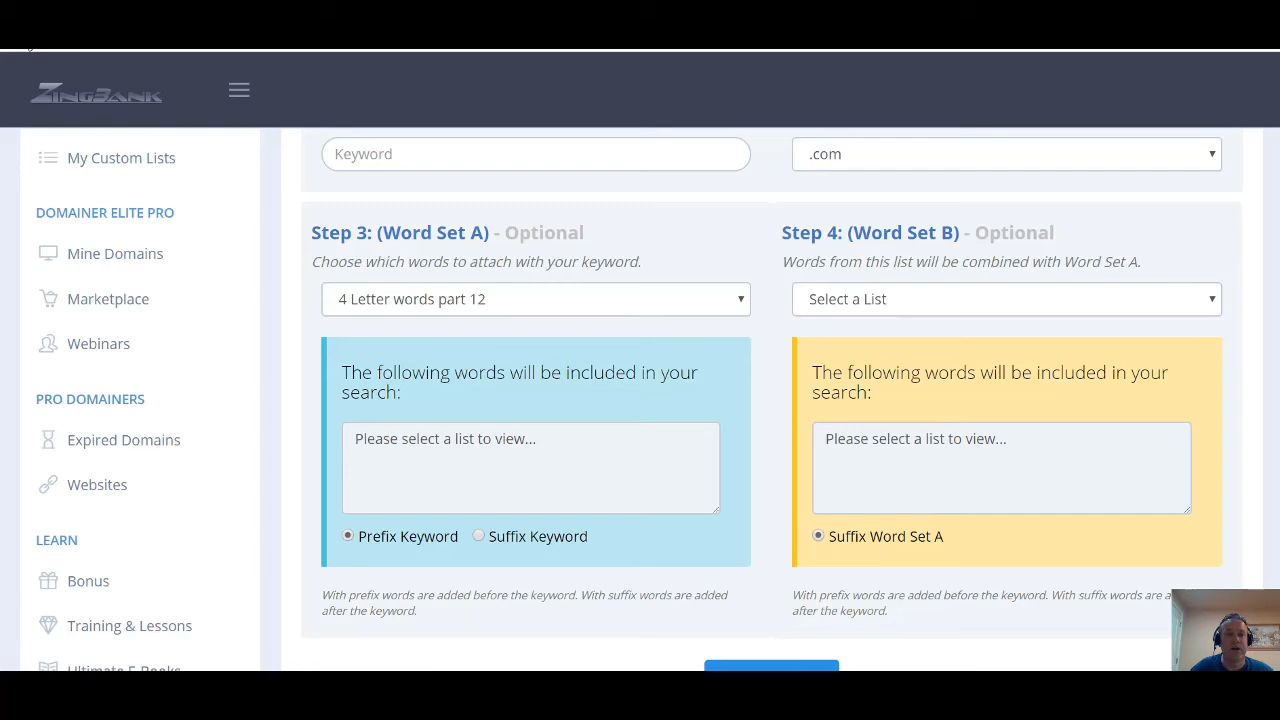 ZINGBANK
My Custom Lists
DOMAINER ELITE PRO
Mine Domains
Marketplace
Webinars
PRO DOMAINERS
Expired Domains
Websites
LEARN
Bonus
Training & Lessons
Ultimate E-Books
Keyword
.com
Step 3: (Word Set A) - Optional
Choose which words to attach with your keyword.
4 Letter words part 12
The following words will be included in your
search:
Please select a list to view...
Prefix Keyword Suffix Keyword
With prefix words are added before the keyword. With suffix words are added
after the keyword.
Step 4: (Word Set B) - Optional
Words from this list will be combined with Word Set A.
Select a List
The following words will be included in your
search:
Please select a list to view...
Suffix Word Set A
With prefix words are added before the keyword. With suffix words are a
after the keyword.